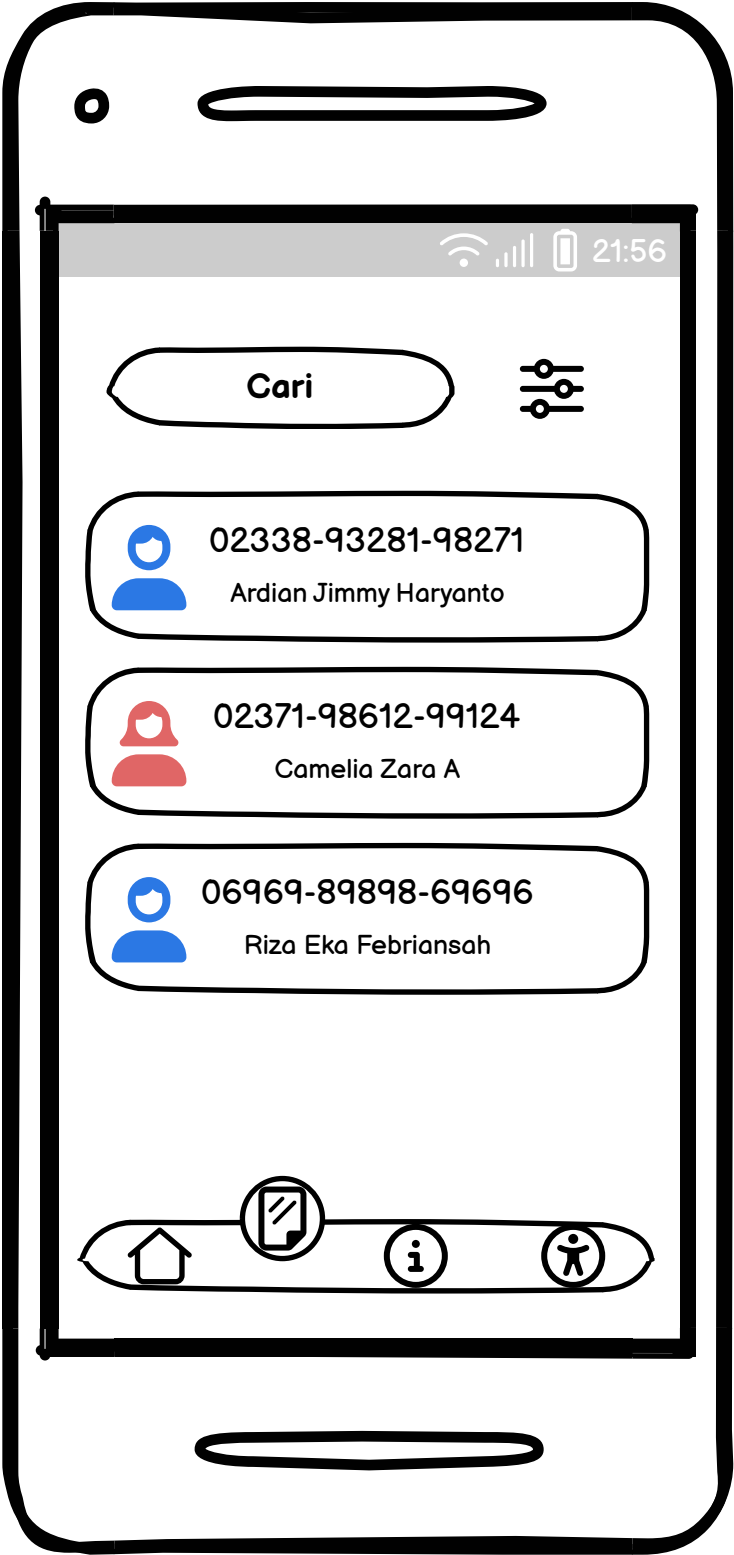 21:56
Cari
02338-93281-98271
Ardian Jimmy Haryanto
02371-98612-99124
Camelia Zara A
06969-89898-69696
Riza Eka Febriansah